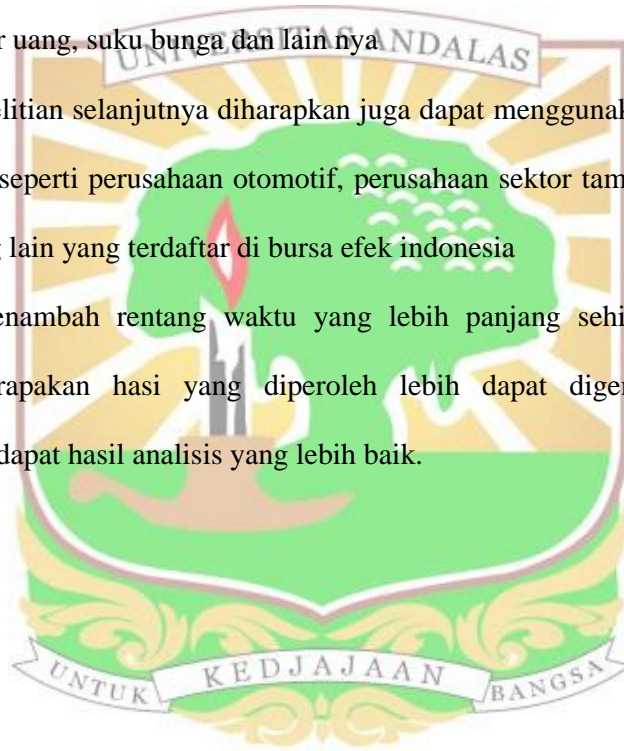 r uang, suku bunga dan lain nya
UNIVERSITAS ANDALAS
elitian selanjutnya diharapkan juga dapat menggunak
seperti perusahaan otomotif, perusahaan sektor tam
g lain yang terdaftar di bursa efek indonesia
enambah rentang waktu yang lebih panjang sehi
rapakan hasi yang diperoleh lebih dapat diger
dapat hasil analisis yang lebih baik.
UNTUK KEDJAJAAN BANGSA